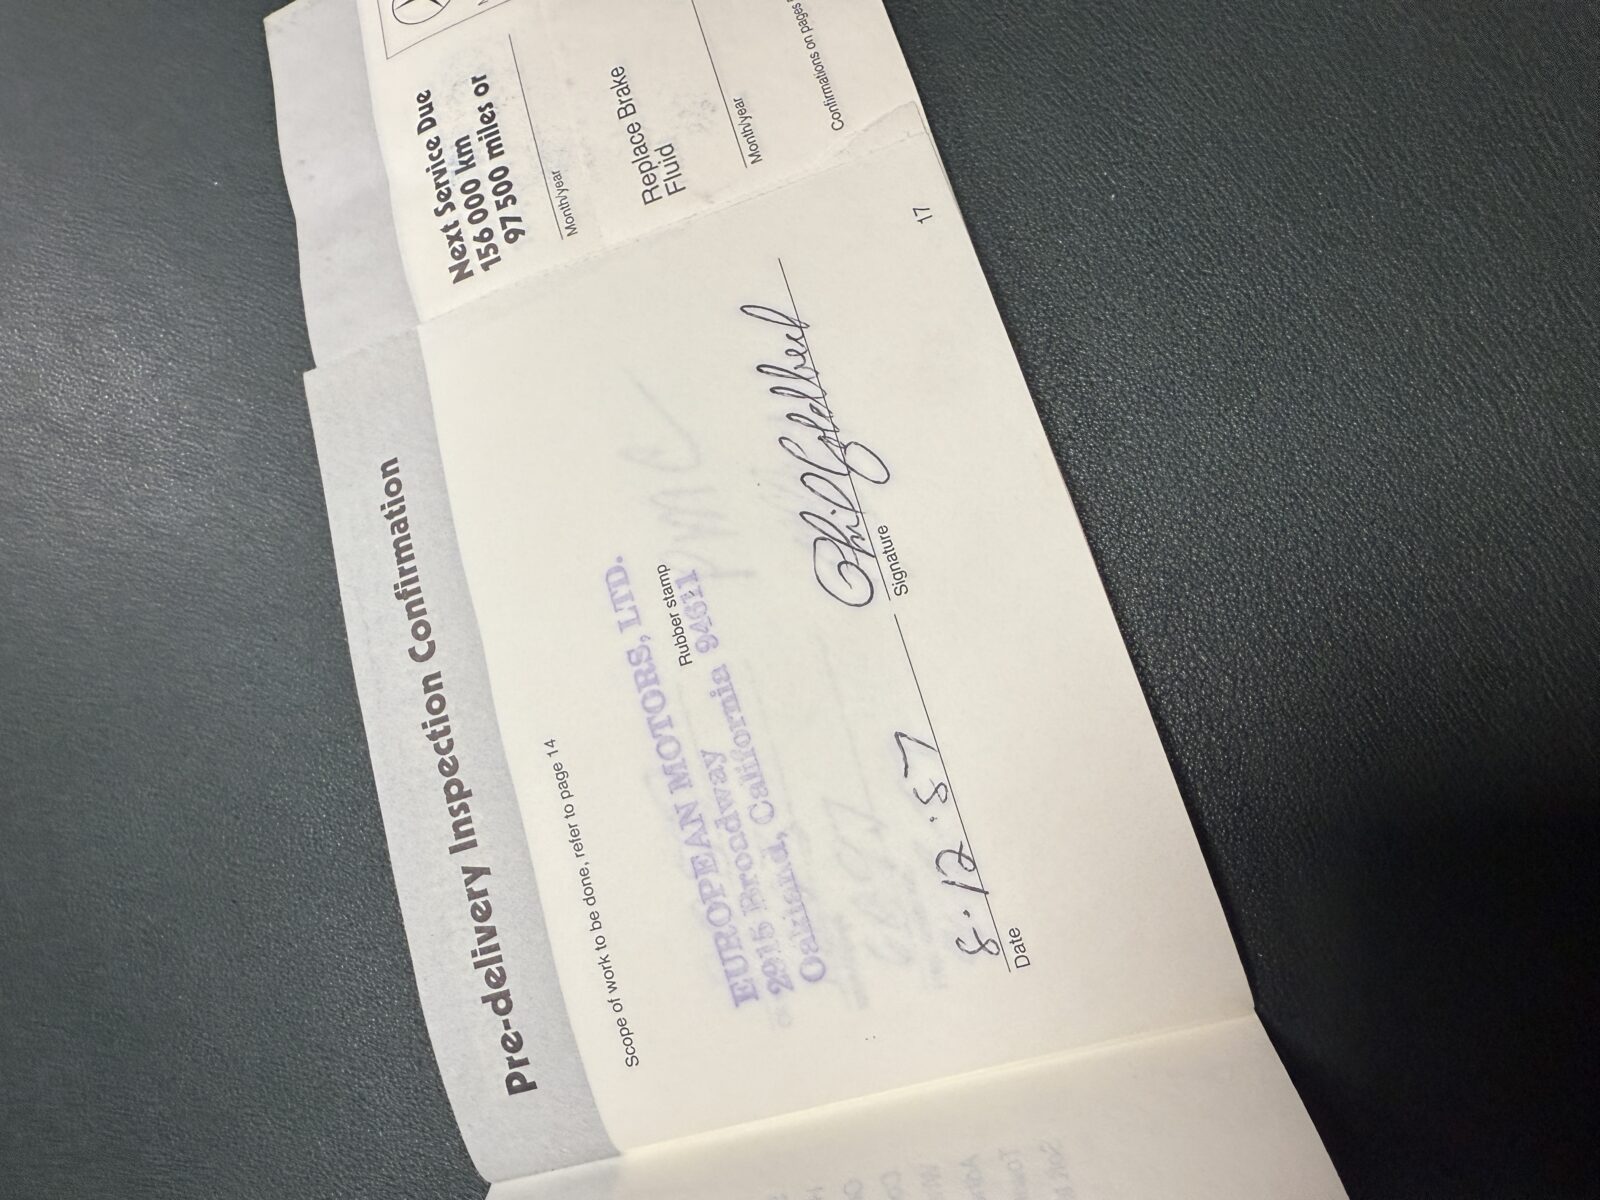 Pre-delivery Inspection Confirmation
Scope of work to be done, refer to page 14
EUROPEAN MOTORS, LTD.
Rubber stamp
2915 Broadway
Oakland, California 94611
8.12.87
Date
Signature
17
Next Service Due
156 000 km
97 500 miles or
Month/year
Replace Brake
Fluid
Month/year
Confirmations on pages